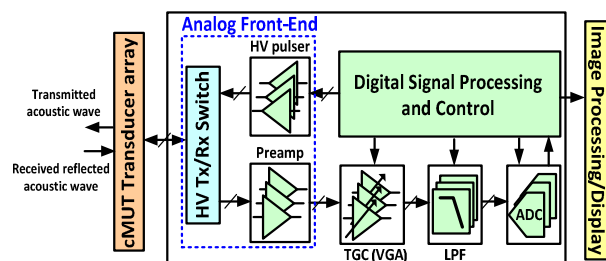 Analog Front-End
HV pulser
Transmitted
acoustic wave
Received reflected
acoustic wave
cMUT Transducer array
HV Tx/Rx Switch
Preamp
Digital Signal Processing
and Control
TGC (VGA)
LPF
ADC
Image Processing/Display